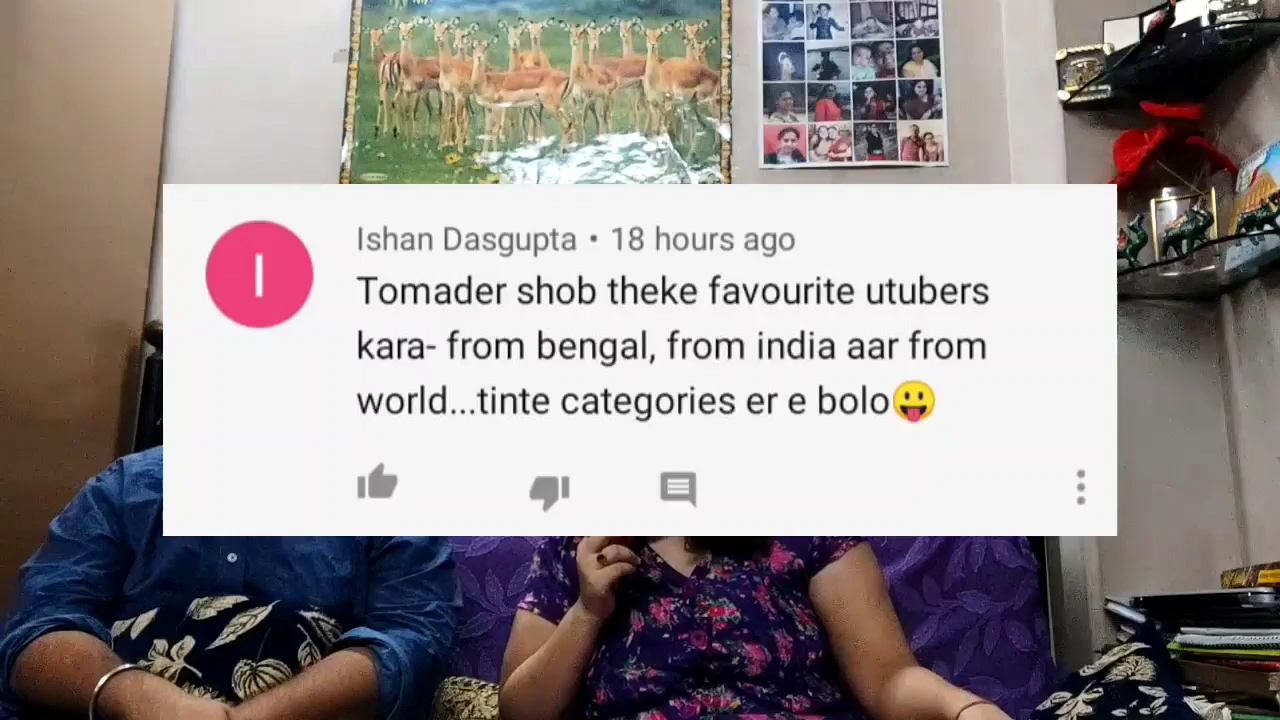 Ishan Dasgupta • 18 hours ago
Tomader shob theke favourite utubers
kara- from bengal, from india aar from
world...tinte categories er e bolo😛
I